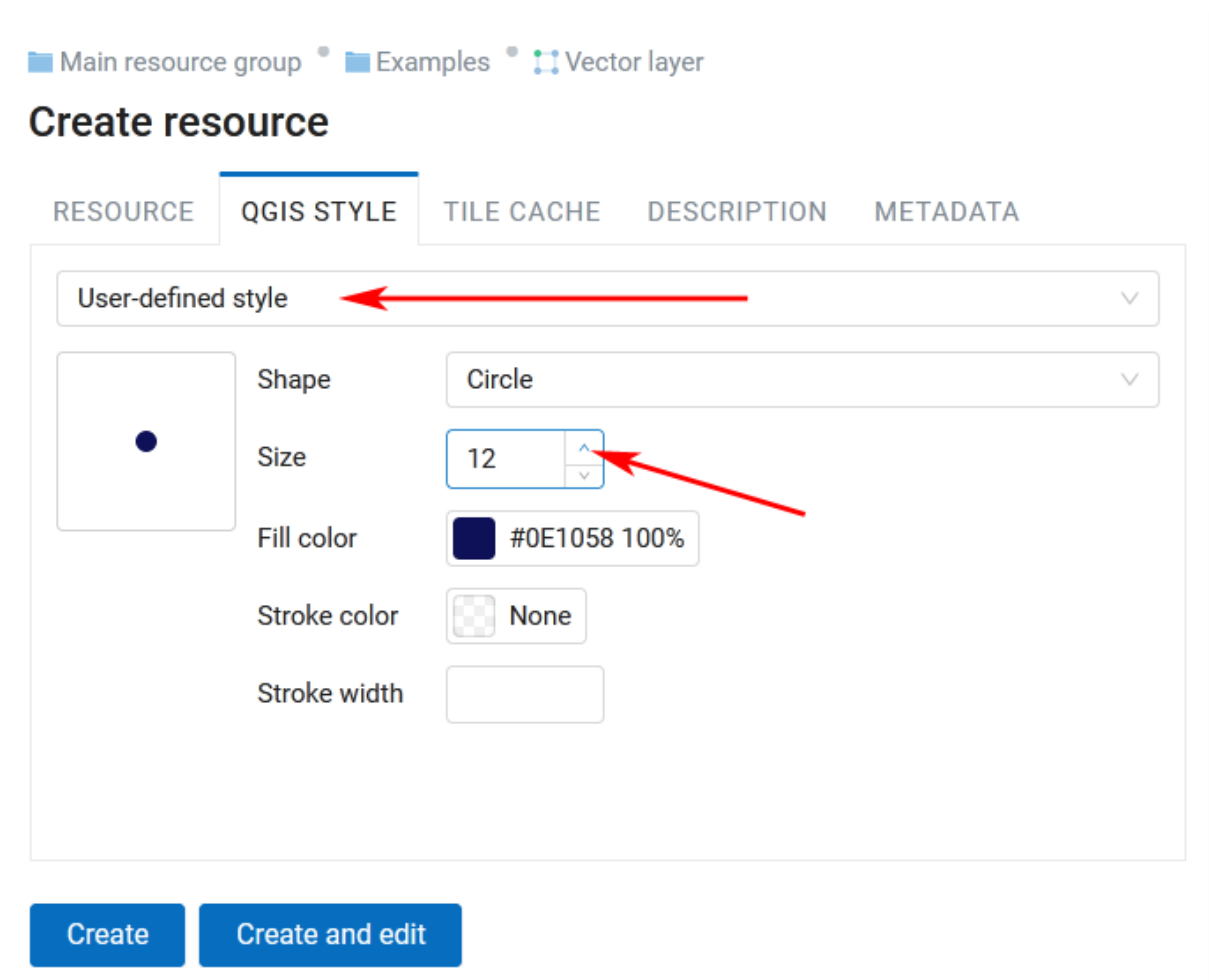 Main resource group Examples Vector layer
Create resource
RESOURCE QGIS STYLE TILE CACHE DESCRIPTION METADATA
User-defined style
Shape Circle
Size 12
Fill color #0E1058 100%
Stroke color None
Stroke width
Create Create and edit